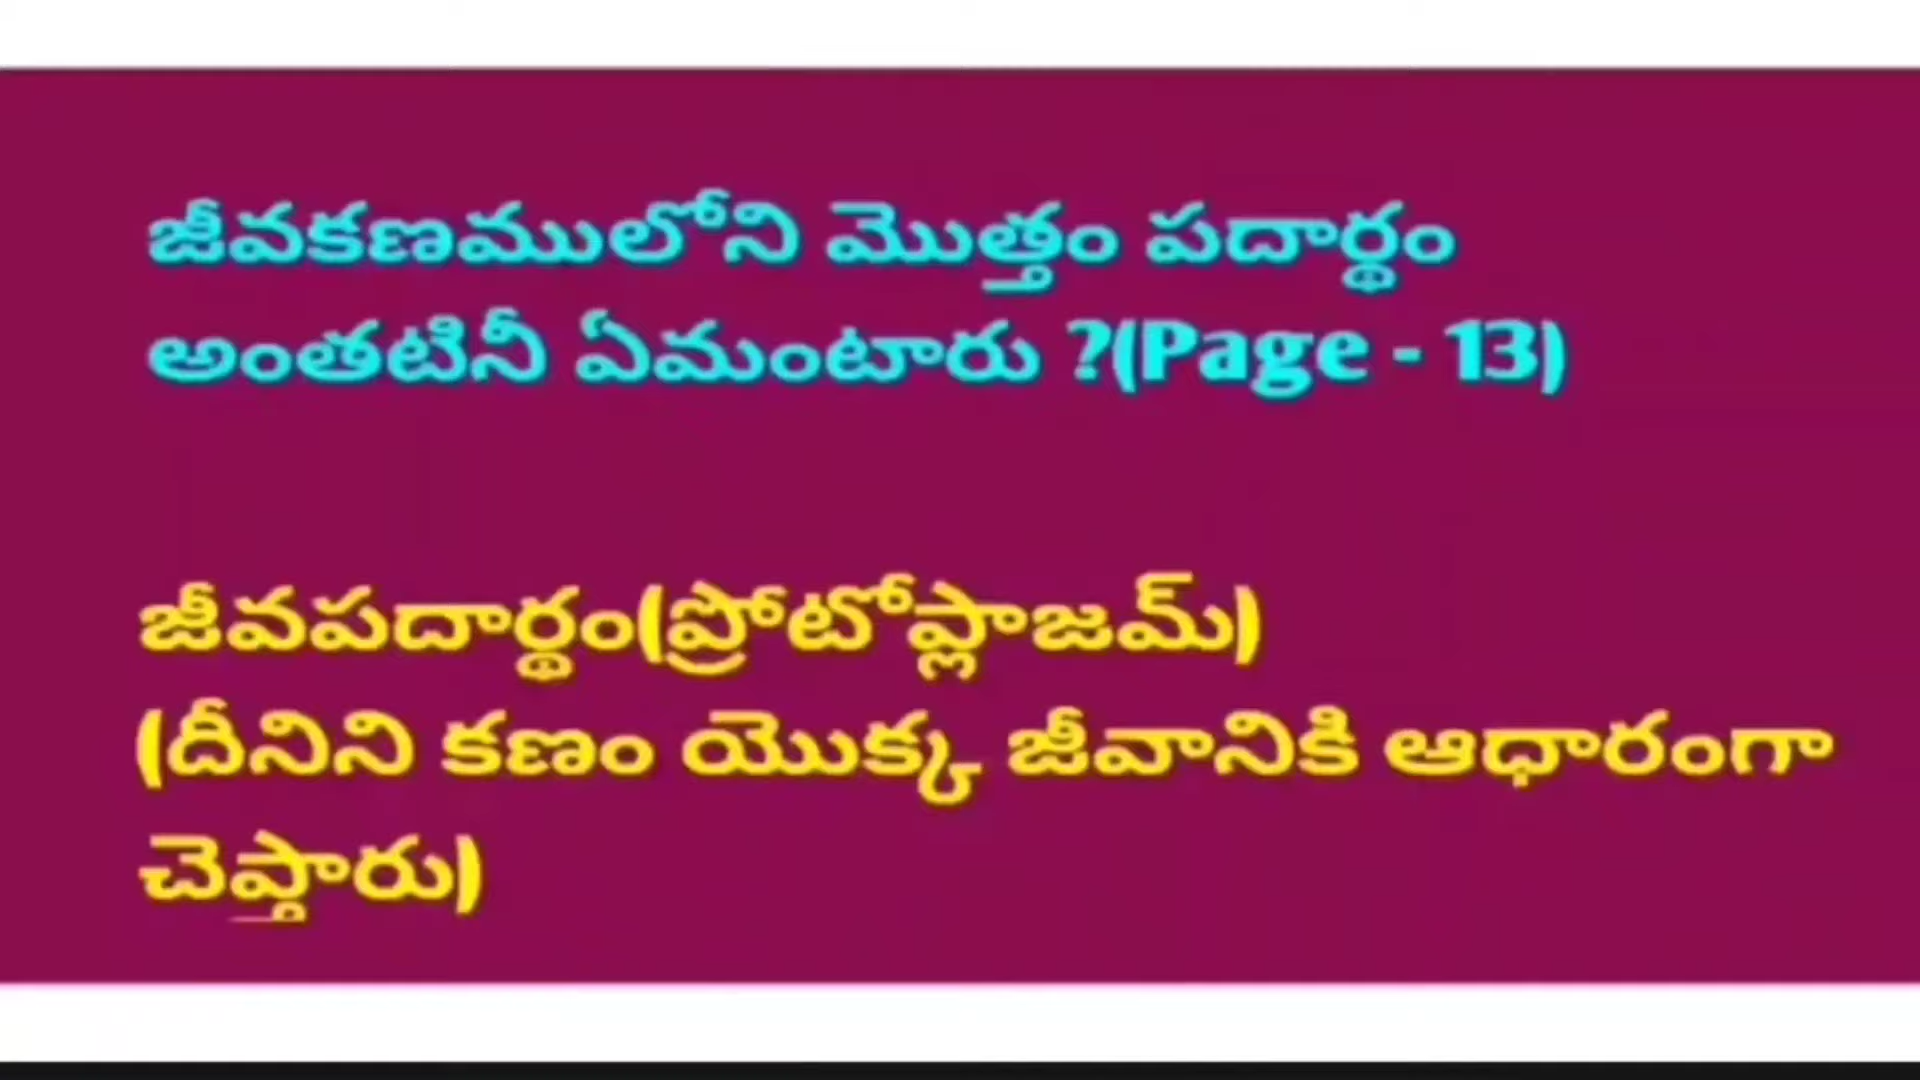 జీవకణములోని మొత్తం పదార్థం
అంతటినీ ఏమంటారు ?(Page - 13)
జీవపదార్థం(ప్రోటోప్లాజమ్)
(దీనిని కణం యొక్క జీవానికి ఆధారంగా
చెప్తారు)